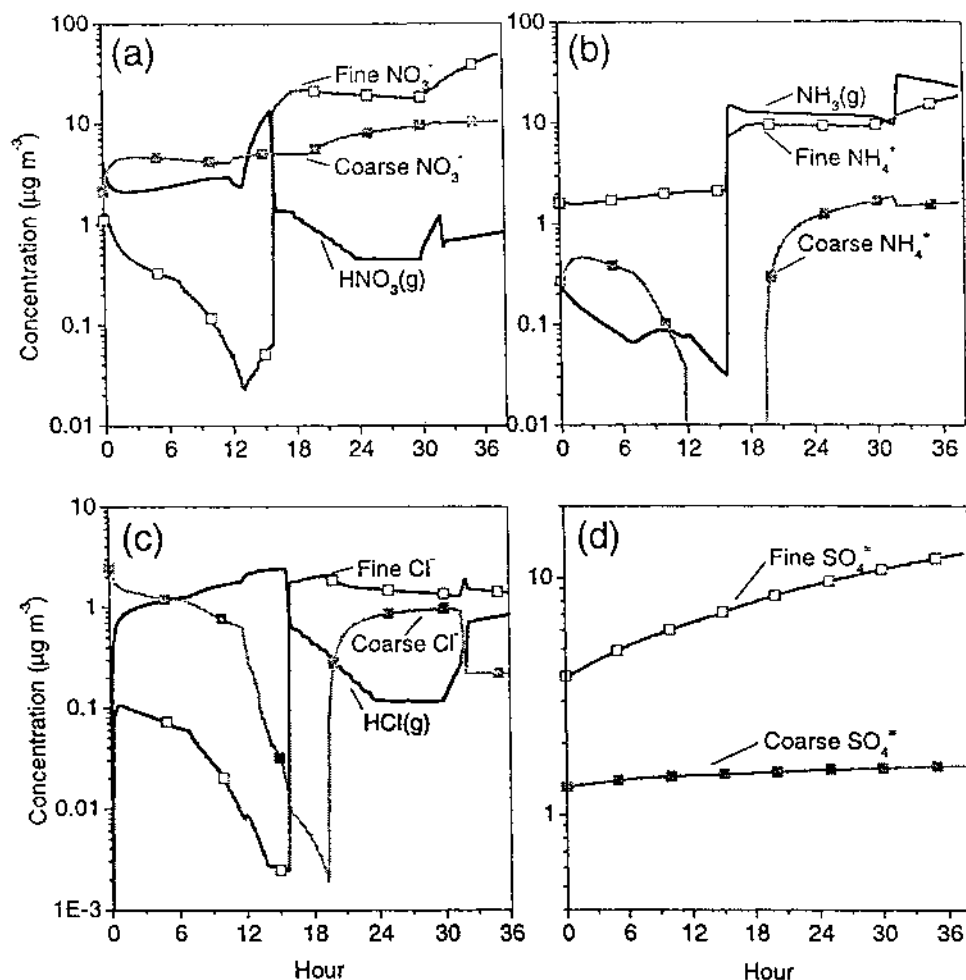 (a)
Fine NO₃⁻
Coarse NO₃⁻
HNO₃(g)
100
10
1
0.1
0.01
0 6 12 18 24 30 36
Concentration (µg m⁻³)
(b)
NH₃(g)
Fine NH₄⁺
Coarse NH₄⁺
100
10
1
0.1
0.01
0 6 12 18 24 30 36
(c)
Fine Cl⁻
Coarse Cl⁻
HCl(g)
10
1
0.1
0.01
1E-3
0 6 12 18 24 30 36
Concentration (µg m⁻³)
Hour
(d)
Fine SO₄⁼
Coarse SO₄⁼
10
1
0 6 12 18 24 30 36
Hour